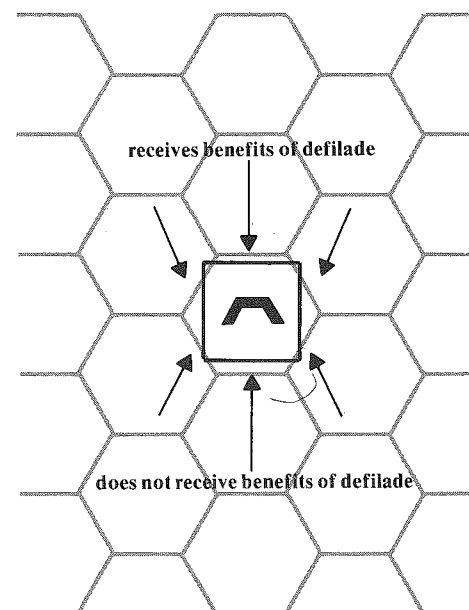 receives benefits of defilade
does not receive benefits of defilade